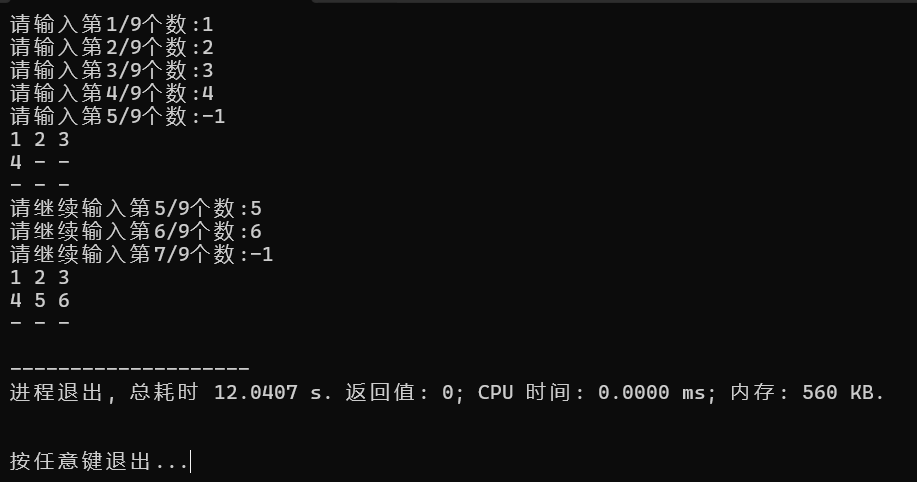 请输入第1/9个数:1
请输入第2/9个数:2
请输入第3/9个数:3
请输入第4/9个数:4
请输入第5/9个数:-1
1 2 3
4 - -
- - -
请继续输入第5/9个数:5
请继续输入第6/9个数:6
请继续输入第7/9个数:-1
1 2 3
4 5 6
- - -
--------------------
进程退出, 总耗时 12.0407 s. 返回值: 0; CPU 时间: 0.0000 ms; 内存: 560 KB.
按任意键退出...